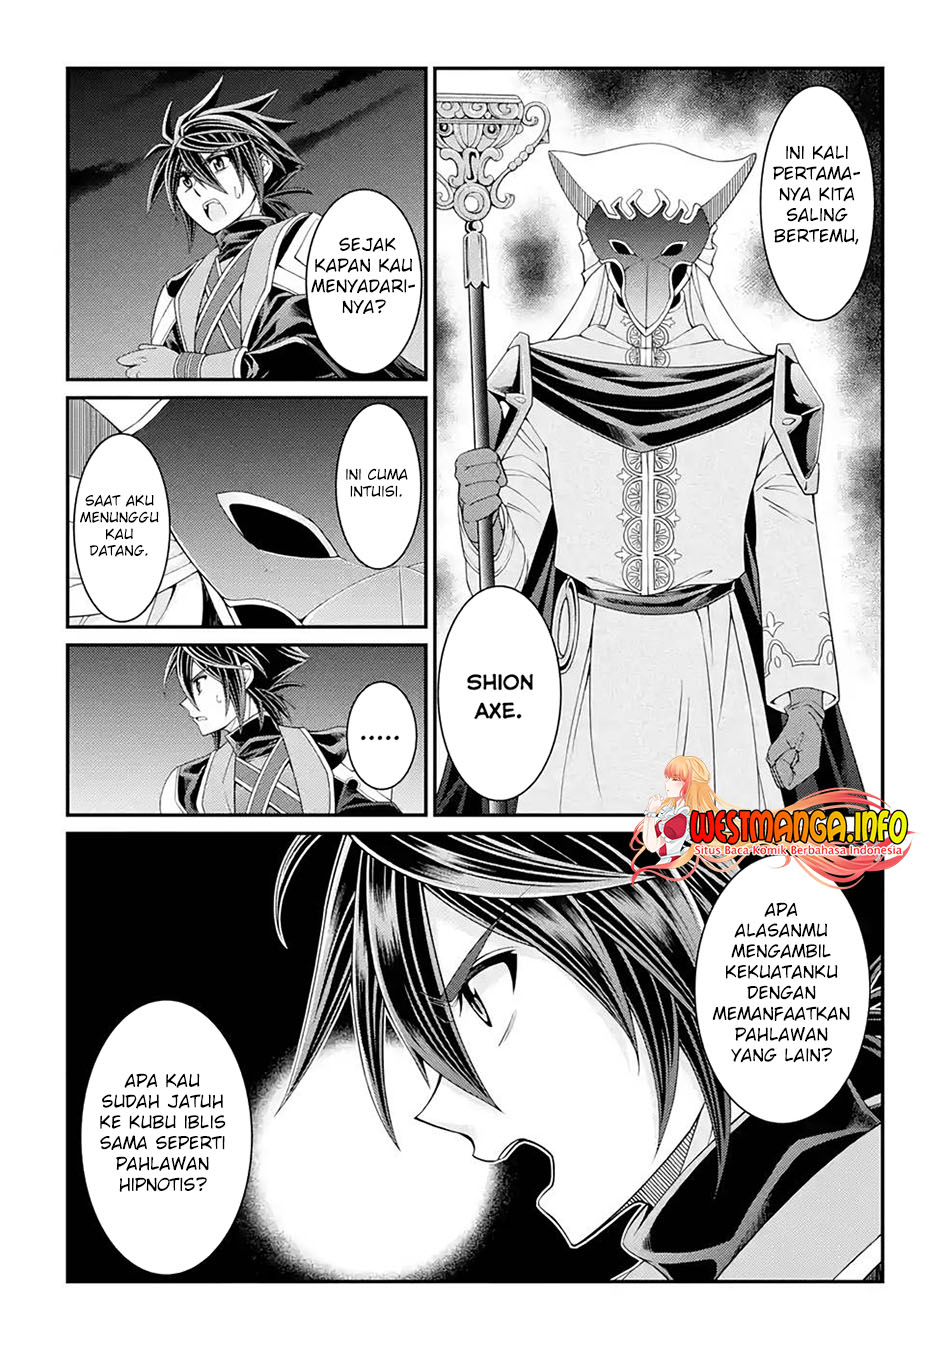 INI KALI
PERTAMA-
NYA KITA
SALING
BERTEMU,
SHION
AXE.
SEJAK
KAPAN KAU
MENYADARI-
NYA?
INI CUMA
INTUISI.
SAAT AKU
MENUNGGU
KAU
DATANG.
.....
WESTMANGA.INFO
Situs Baca Komik Berbahasa Indonesia
APA
ALASANMU
MENGAMBIL
KEKUATANKU
DENGAN
MEMANFAATKAN
PAHLAWAN
YANG LAIN?
APA KAU
SUDAH JATUH
KE KUBU IBLIS
SAMA SEPERTI
PAHLAWAN
HIPNOTIS?